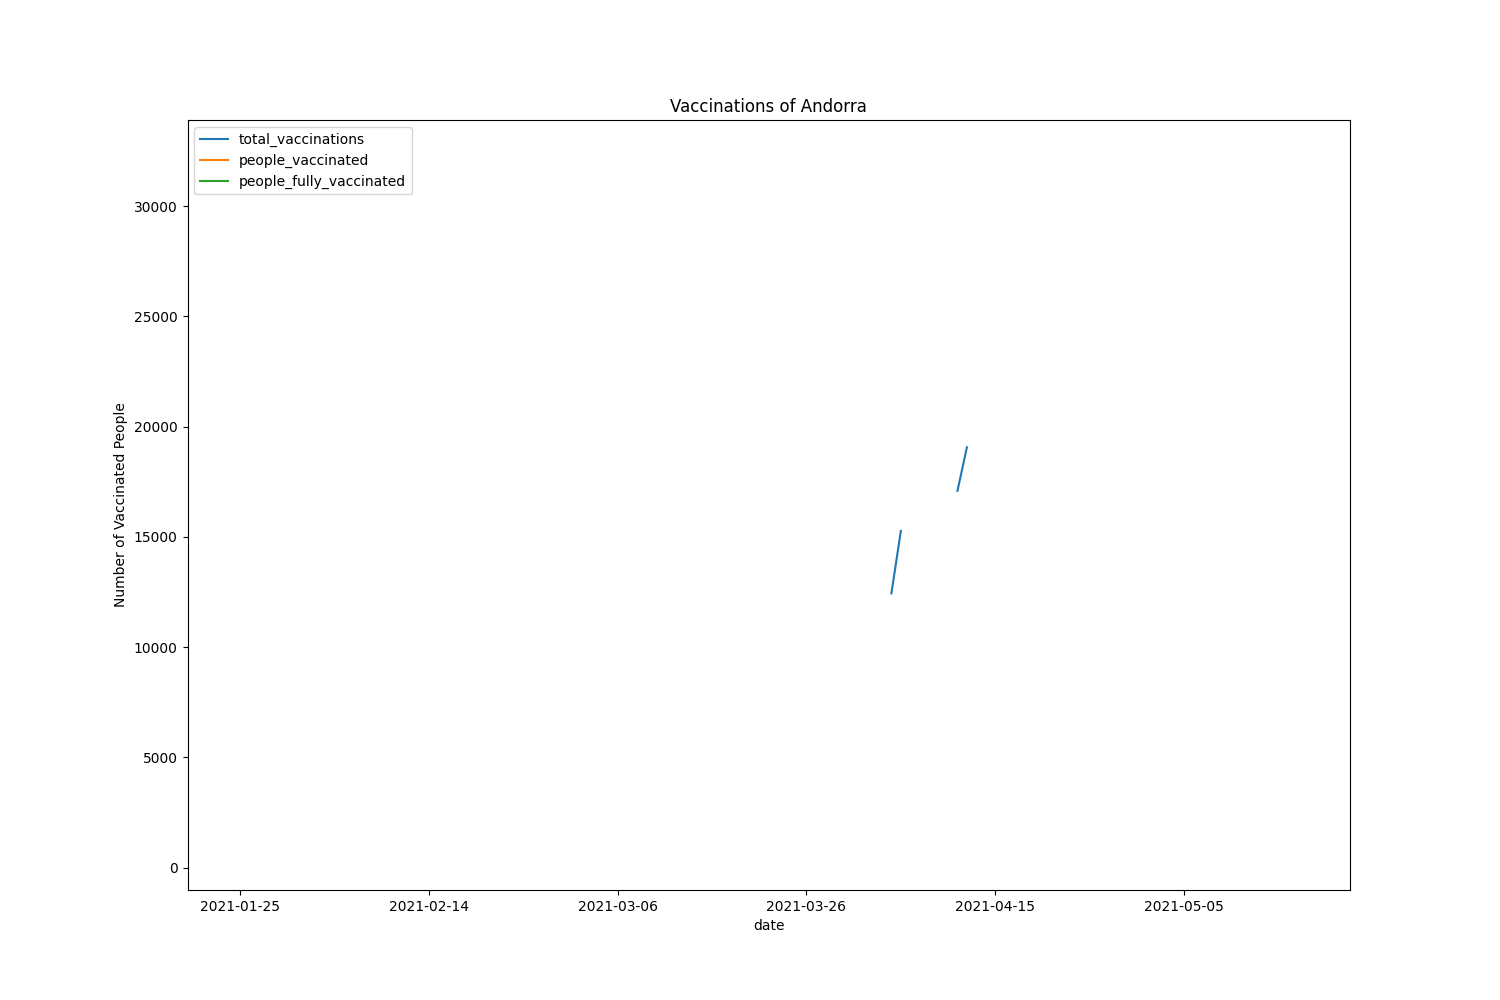 Vaccinations of Andorra
total_vaccinations
people_vaccinated
people_fully_vaccinated
30000
25000
20000
15000
10000
5000
0
Number of Vaccinated People
2021-01-25 2021-02-14 2021-03-06 2021-03-26 2021-04-15 2021-05-05
date